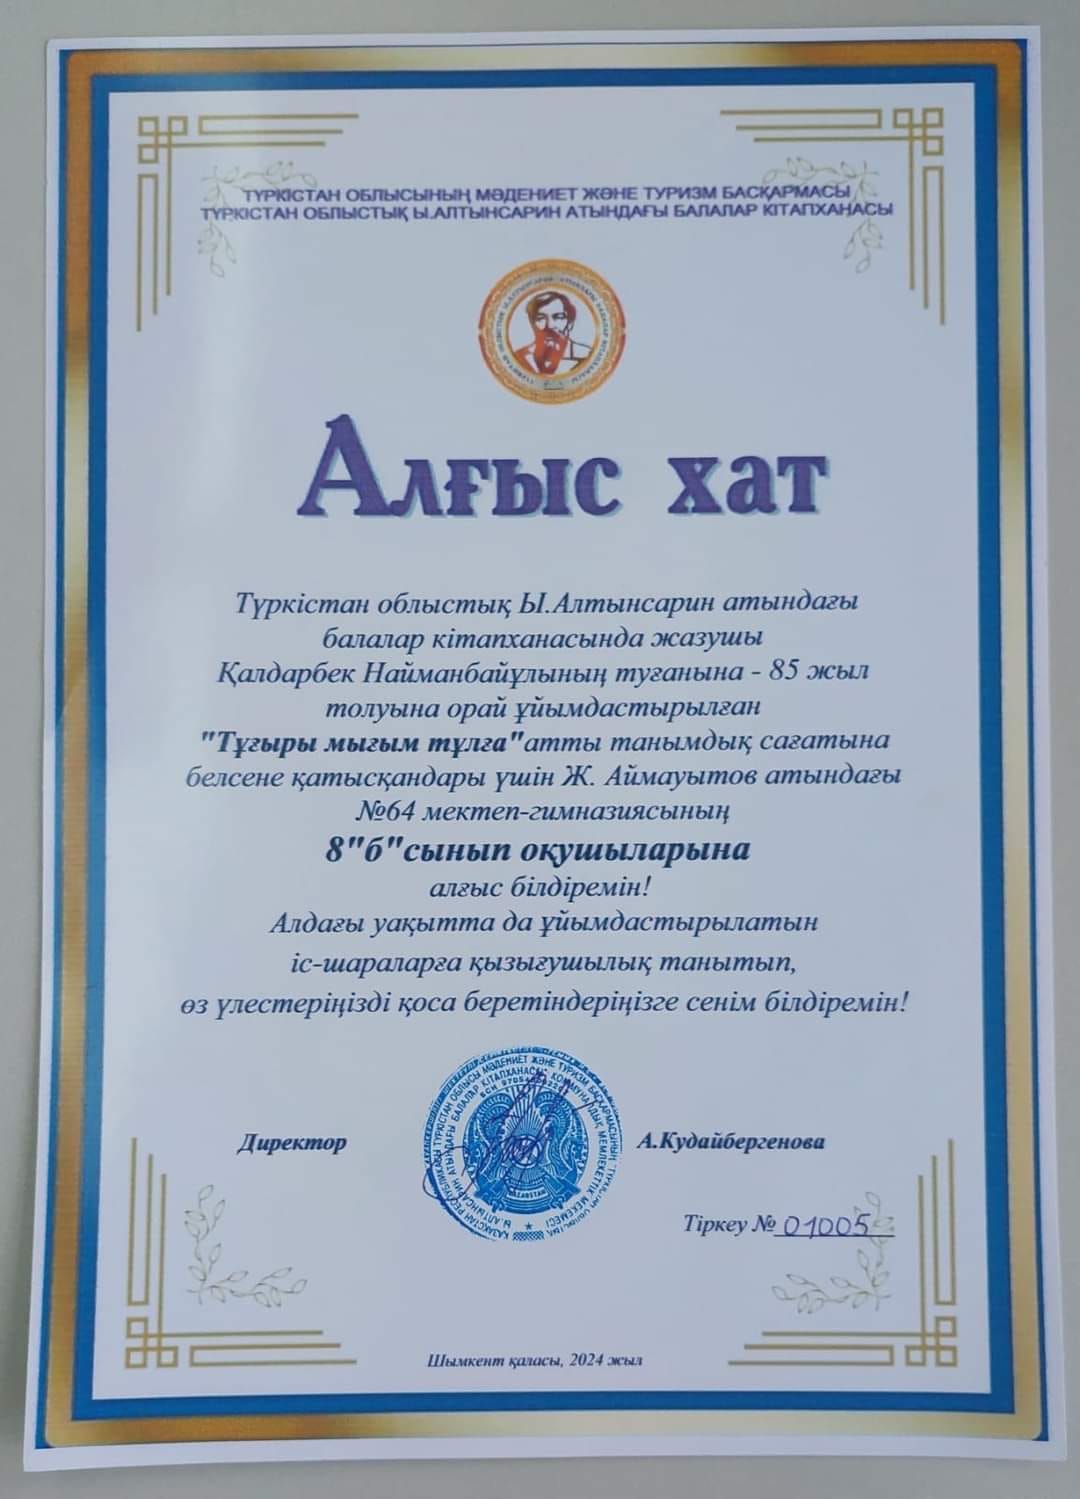 ТҮРКІСТАН ОБЛЫСЫНЫҢ МӘДЕНИЕТ ЖӘНЕ ТУРИЗМ БАСҚАРМАСЫ
ТҮРКІСТАН ОБЛЫСТЫҚ Ы.АЛТЫНСАРИН АТЫНДАҒЫ БАЛАЛАР КІТАПХАНАСЫ
Алғыс хат
Түркістан облыстық Ы.Алтынсарин атындағы
балалар кітапханасында жазушы
Қалдарбек Найманбайұлының туғанына - 85 жыл
толуына орай ұйымдастырылған
"Тұғыры мығым тұлға"атты танымдық сағатына
белсене қатысқандары үшін Ж. Аймауытов атындағы
№64 мектеп-гимназиясының
8"б"сынып оқушыларына
алғыс білдіремін!
Алдағы уақытта да ұйымдастырылатын
іс-шараларға қызығушылық танытып,
өз үлестеріңізді қоса беретіндеріңізге сенім білдіремін!
Директор
А.Кудайбергенова
Тіркеу № 01005
Шымкент қаласы, 2024 жыл